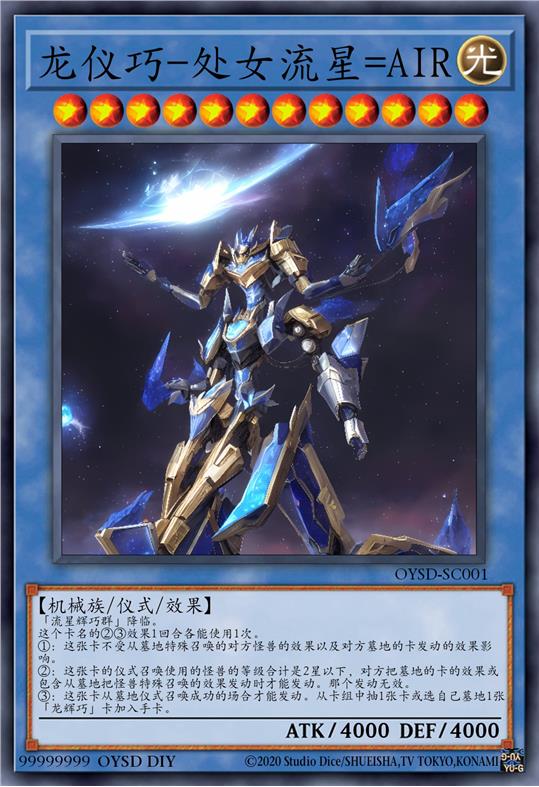 龙仪巧-处女流星=AIR
光
OYSD-SC001
【机械族/仪式/效果】
「流星辉巧群」降临。
这个卡名的②③效果1回合各能使用1次。
①：这张卡不受从墓地特殊召唤的对方怪兽的效果以及对方墓地的卡发动的效果影
响。
②：这张卡的仪式召唤使用的怪兽的等级合计是2星以下，对方把墓地的卡的效果或
包含从墓地把怪兽特殊召唤的效果发动时才能发动。那个发动无效。
③：这张卡从墓地仪式召唤成功的场合才能发动。从卡组中抽1张卡或选自己墓地1张
「龙辉巧」卡加入手卡。
ATK/4000 DEF/4000
99999999 OYSD DIY
©2020 Studio Dice/SHUEISHA,TV TOKYO,KONAMI
YU-G